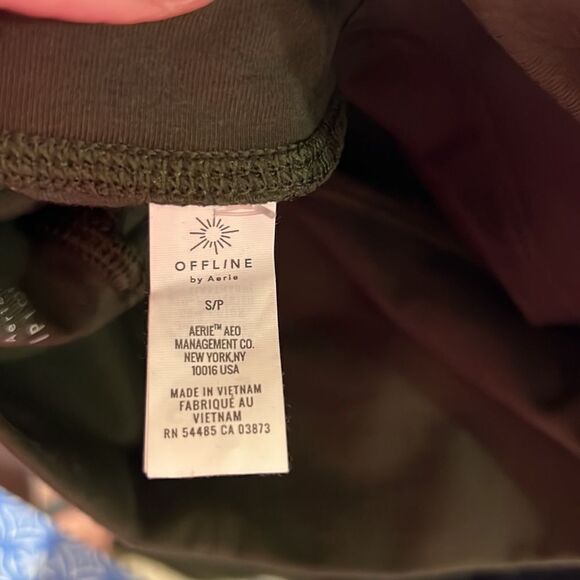 OFFLINE
by Aerie
S/P
AERIE™ AEO
MANAGEMENT CO.
NEW YORK,NY
10016 USA
MADE IN VIETNAM
FABRIQUÉ AU
VIETNAM
RN 54485 CA 03873
Aerie